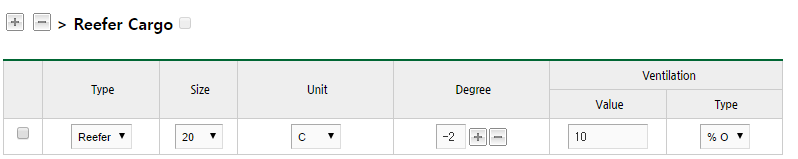 + − > Reefer Cargo
Type Size Unit Degree Ventilation
Value Type
Reefer 20 C -2 + − 10 % O